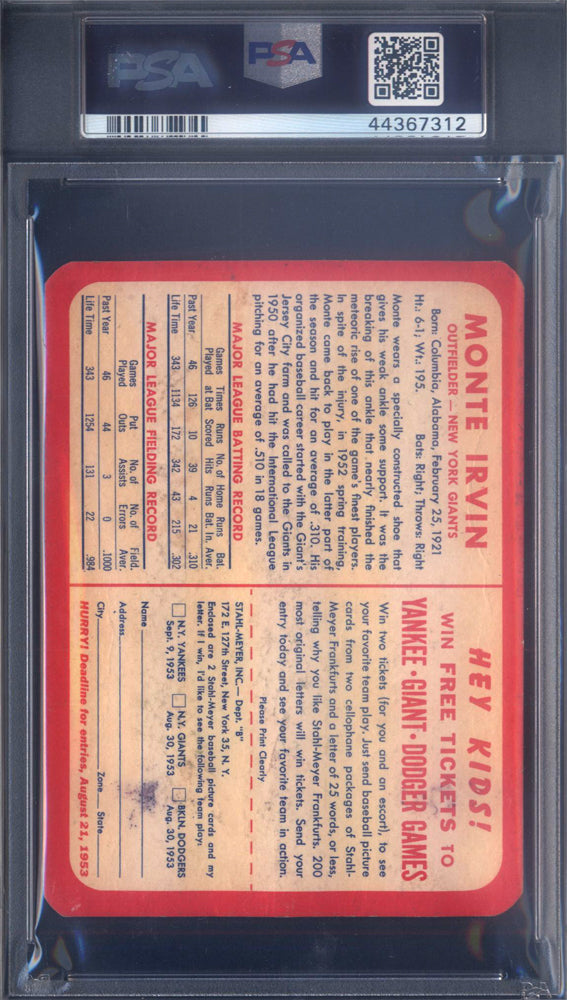 PSA
PSA
44367312
MONTE IRVIN
OUTFIELDER — NEW YORK GIANTS
Born: Columbia, Alabama, February 25, 1921
Ht.: 6-1; Wt.: 195. Bats: Right; Throws: Right
Monte wears a specially constructed shoe that
gives his weak ankle some support. It was the
breaking of this ankle that nearly finished the
meteoric rise of one of the game's finest players.
In spite of the injury, in 1952 spring training,
Monte came back to play in the latter part of
the season and hit for an average of .310. His
organized baseball career started with the Giant's
Jersey City farm and was called to the Giants in
1950 after he had hit the International League
pitching for an average of .510 in 18 games.
MAJOR LEAGUE BATTING RECORD
Games Times Runs No. of Home Runs Bat.
Played at Bat Scored Hits Runs Bat. In. Aver.
Past Year 46 126 10 39 4 21 .310
Life Time 343 1134 172 342 43 215 .302
MAJOR LEAGUE FIELDING RECORD
Games Put No. of No. of Field.
Played Outs Assists Errors Aver.
Past Year 46 44 3 0 .1000
Life Time 343 1254 131 22 .984
HEY KIDS!
WIN FREE TICKETS TO
YANKEE • GIANT • DODGER GAMES
Win two tickets (for you and an escort), to see
your favorite team play. Just send baseball picture
cards from two cellophane packages of Stahl-
Meyer Frankfurts and a letter of 25 words, or less,
telling why you like Stahl-Meyer Frankfurts. 200
most original letters will win tickets. Send your
entry today and see your favorite team in action.
Please Print Clearly
STAHL-MEYER, INC. — Dept. "B"
172 E. 127th Street, New York 35, N. Y.
Enclosed are 2 Stahl-Meyer baseball picture cards and my
letter. If I win, I'd like to see the following team play:
N.Y. YANKEES N.Y. GIANTS BKLN. DODGERS
Sept. 9, 1953 Aug. 30, 1953 Aug. 30, 1953
Name
Address
City Zone State
HURRY! Deadline for entries, August 21, 1953